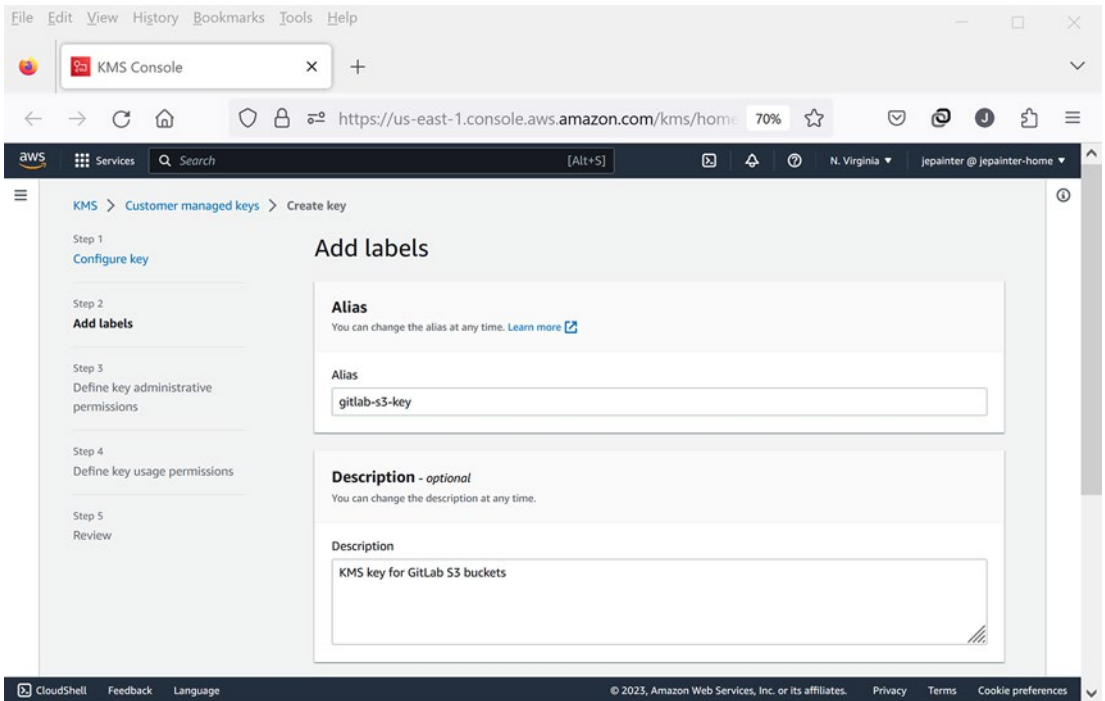 File Edit View History Bookmarks Tools Help
KMS Console
https://us-east-1.console.aws.amazon.com/kms/home 70%
J
aws Services Search [Alt+S] N. Virginia jepainter @ jepainter-home
KMS > Customer managed keys > Create key
Step 1
Configure key
Step 2
Add labels
Step 3
Define key administrative
permissions
Step 4
Define key usage permissions
Step 5
Review
Add labels
Alias
You can change the alias at any time. Learn more
Alias
gitlab-s3-key
Description - optional
You can change the description at any time.
Description
KMS key for GitLab S3 buckets
CloudShell Feedback Language © 2023, Amazon Web Services, Inc. or its affiliates. Privacy Terms Cookie preferences